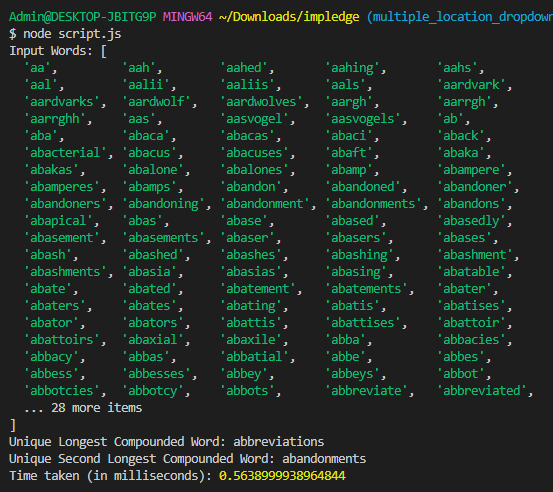 Admin@DESKTOP-JBITG9P MINGW64 ~/Downloads/impledge (multiple_location_dropdown
$ node script.js
Input Words: [
  'aa',         'aah',        'aahed',       'aahing',       'aahs',
  'aal',        'aalii',      'aaliis',      'aals',         'aardvark',
  'aardvarks',  'aardwolf',   'aardwolves',  'aargh',        'aarrgh',
  'aarrghh',    'aas',        'aasvogel',    'aasvogels',    'ab',
  'aba',        'abaca',      'abacas',      'abaci',        'aback',
  'abacterial', 'abacus',     'abacuses',    'abaft',        'abaka',
  'abakas',     'abalone',    'abalones',    'abamp',        'abampere',
  'abamperes',  'abamps',     'abandon',     'abandoned',    'abandoner',
  'abandoners', 'abandoning', 'abandonment', 'abandonments', 'abandons',
  'abapical',   'abas',       'abase',       'abased',       'abasedly',
  'abasement',  'abasements', 'abaser',      'abasers',      'abases',
  'abash',      'abashed',    'abashes',     'abashing',     'abashment',
  'abashments', 'abasia',     'abasias',     'abasing',      'abatable',
  'abate',      'abated',     'abatement',   'abatements',   'abater',
  'abaters',    'abates',     'abating',     'abatis',       'abatises',
  'abator',     'abators',    'abattis',     'abattises',    'abattoir',
  'abattoirs',  'abaxial',    'abaxile',     'abba',         'abbacies',
  'abbacy',     'abbas',      'abbatial',    'abbe',         'abbes',
  'abbess',     'abbesses',   'abbey',       'abbeys',       'abbot',
  'abbotcies',  'abbotcy',    'abbots',      'abbreviate',   'abbreviated',
  ... 28 more items
]
Unique Longest Compounded Word: abbreviations
Unique Second Longest Compounded Word: abandonments
Time taken (in milliseconds): 0.5638999938964844